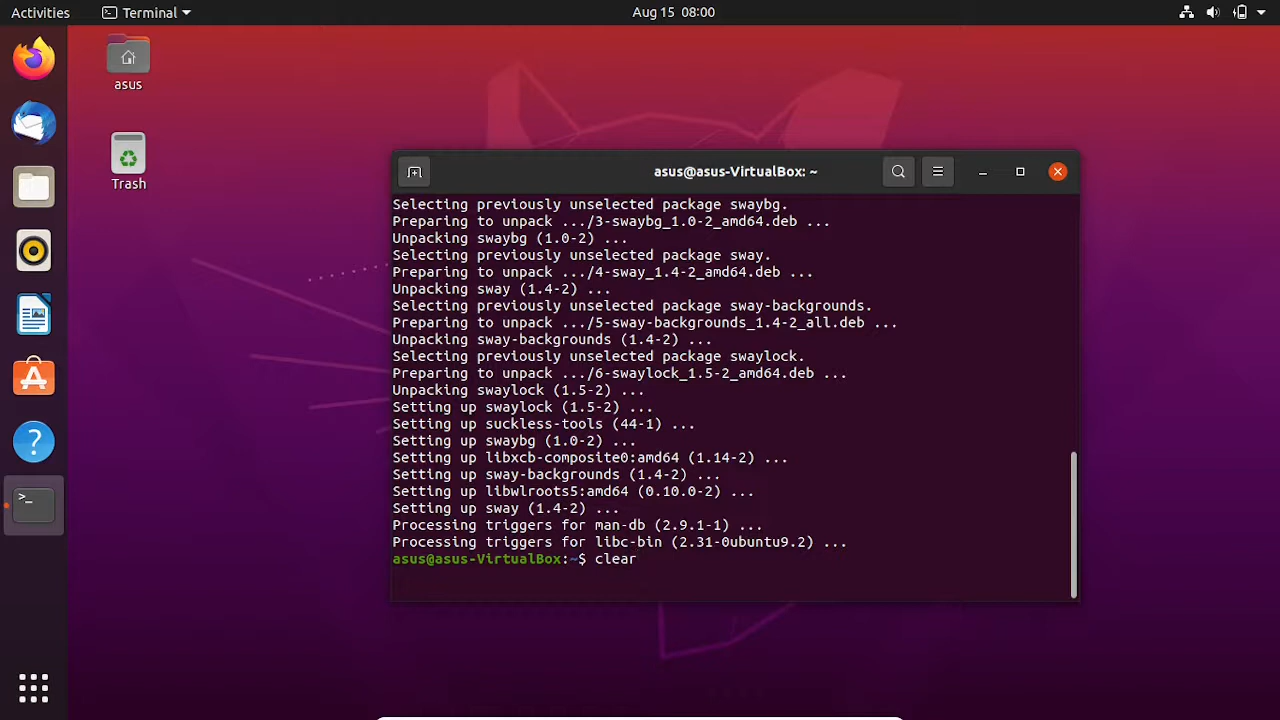 Activities
Terminal
Aug 15 08:00
asus
Trash
asus@asus-VirtualBox: ~
Selecting previously unselected package swaybg.
Preparing to unpack .../3-swaybg_1.0-2_amd64.deb ...
Unpacking swaybg (1.0-2) ...
Selecting previously unselected package sway.
Preparing to unpack .../4-sway_1.4-2_amd64.deb ...
Unpacking sway (1.4-2) ...
Selecting previously unselected package sway-backgrounds.
Preparing to unpack .../5-sway-backgrounds_1.4-2_all.deb ...
Unpacking sway-backgrounds (1.4-2) ...
Selecting previously unselected package swaylock.
Preparing to unpack .../6-swaylock_1.5-2_amd64.deb ...
Unpacking swaylock (1.5-2) ...
Setting up swaylock (1.5-2) ...
Setting up suckless-tools (44-1) ...
Setting up swaybg (1.0-2) ...
Setting up libxcb-composite0:amd64 (1.14-2) ...
Setting up sway-backgrounds (1.4-2) ...
Setting up libwlroots5:amd64 (0.10.0-2) ...
Setting up sway (1.4-2) ...
Processing triggers for man-db (2.9.1-1) ...
Processing triggers for libc-bin (2.31-0ubuntu9.2) ...
asus@asus-VirtualBox:~$ clear